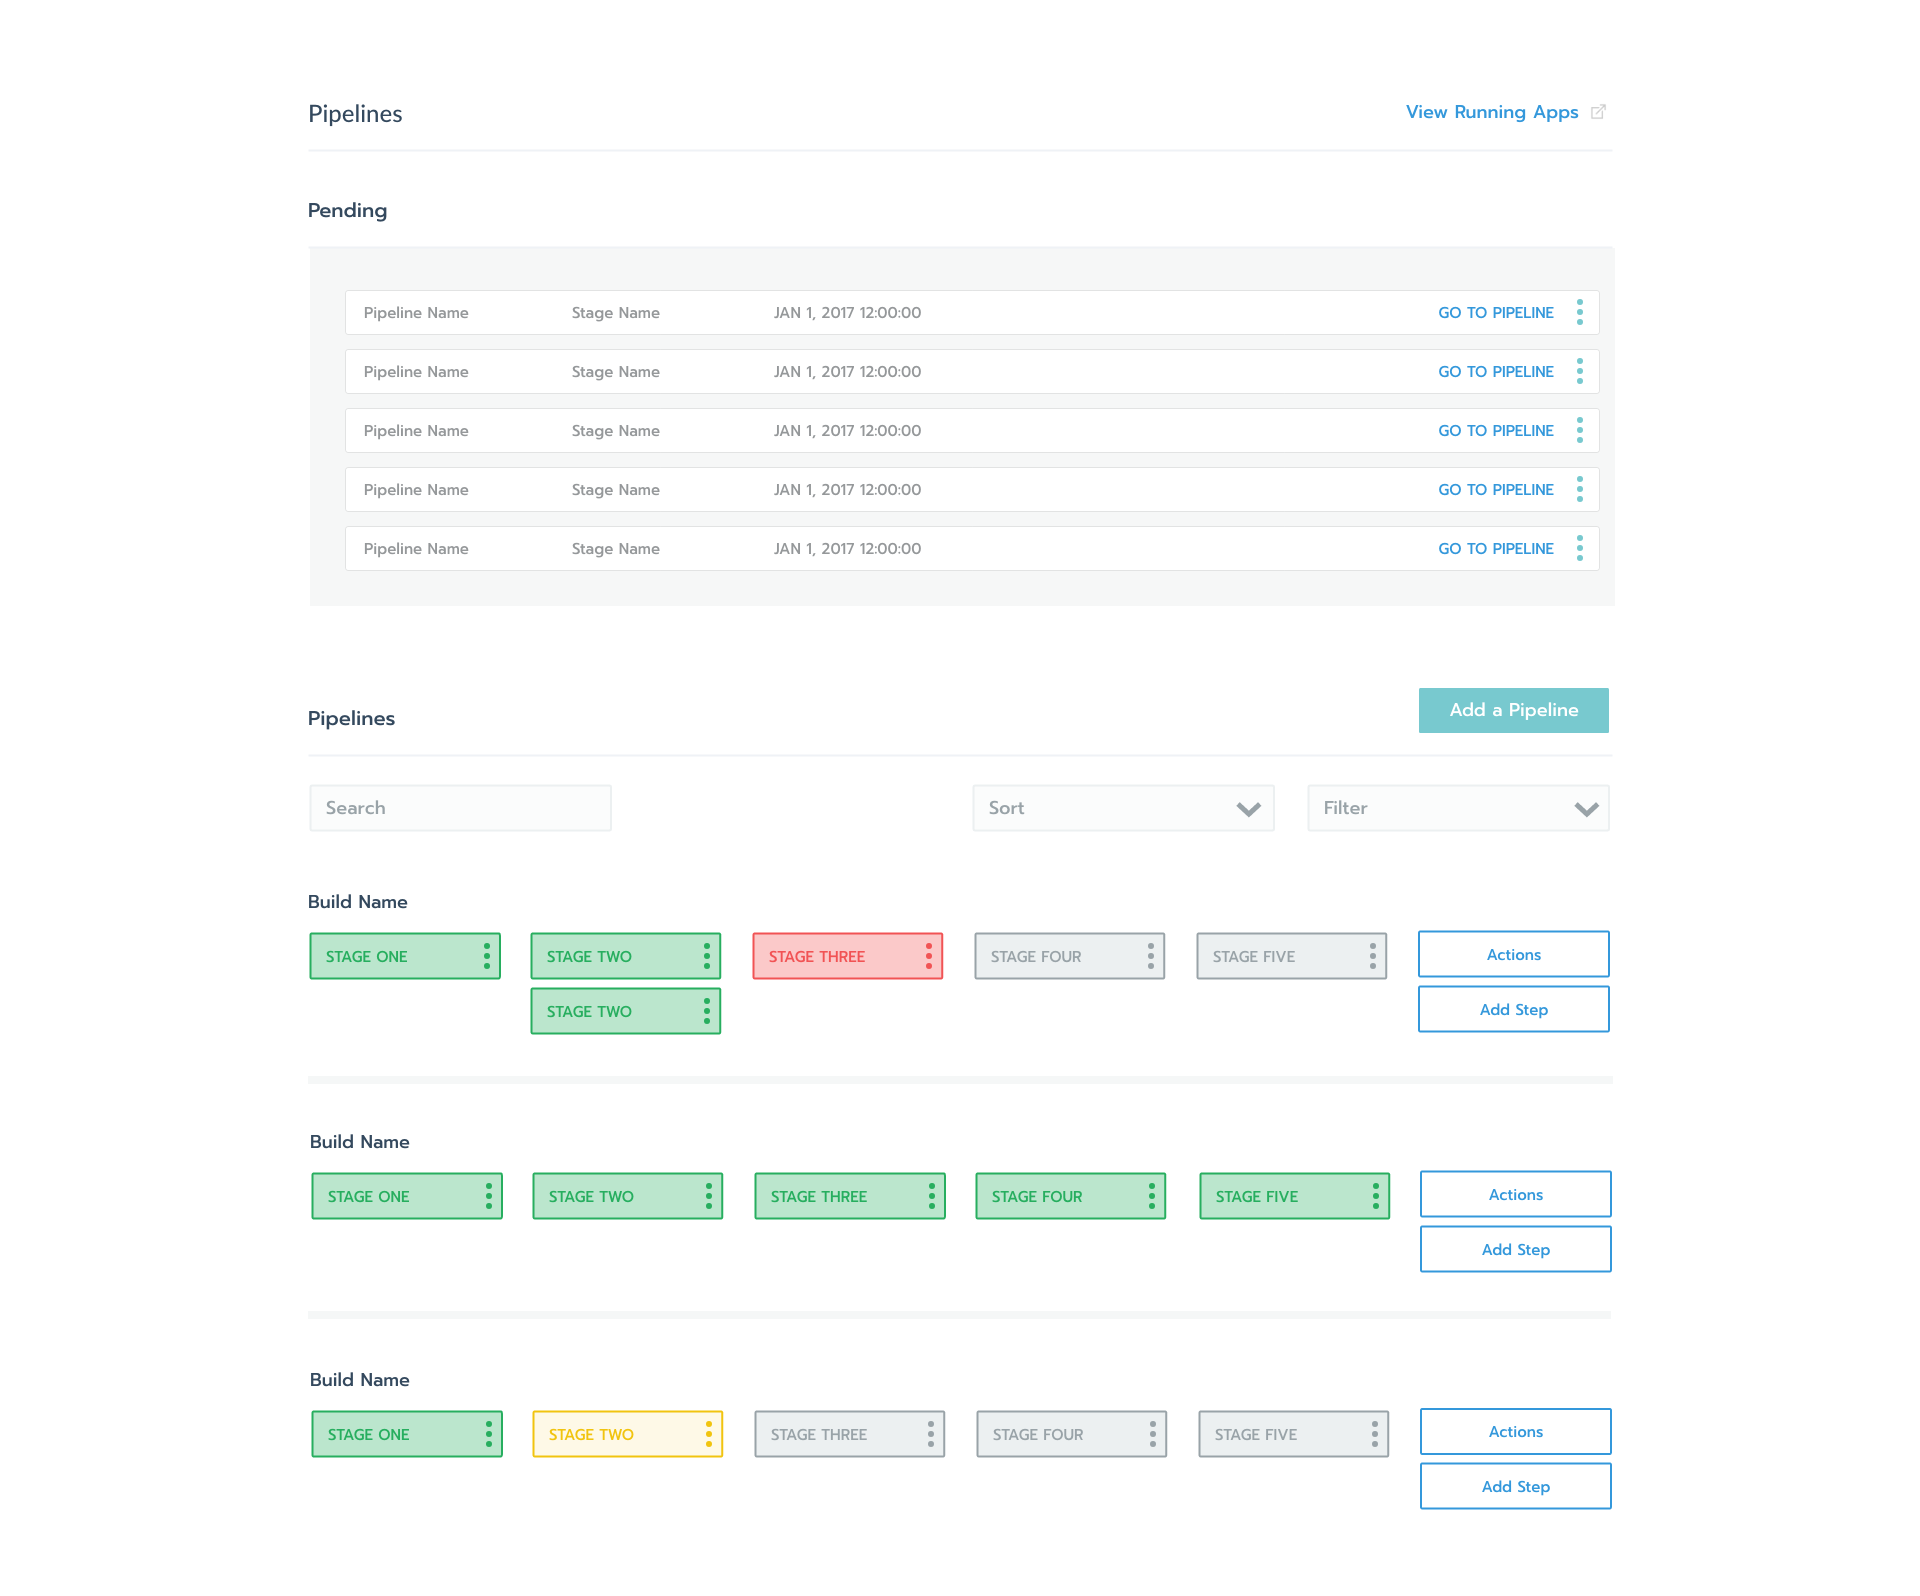 Pipelines View Running Apps
Pending
Pipeline Name Stage Name JAN 1, 2017 12:00:00 GO TO PIPELINE
Pipeline Name Stage Name JAN 1, 2017 12:00:00 GO TO PIPELINE
Pipeline Name Stage Name JAN 1, 2017 12:00:00 GO TO PIPELINE
Pipeline Name Stage Name JAN 1, 2017 12:00:00 GO TO PIPELINE
Pipeline Name Stage Name JAN 1, 2017 12:00:00 GO TO PIPELINE
Pipelines Add a Pipeline
Search Sort Filter
Build Name
STAGE ONE STAGE TWO STAGE THREE STAGE FOUR STAGE FIVE Actions
STAGE TWO Add Step
Build Name
STAGE ONE STAGE TWO STAGE THREE STAGE FOUR STAGE FIVE Actions
Add Step
Build Name
STAGE ONE STAGE TWO STAGE THREE STAGE FOUR STAGE FIVE Actions
Add Step